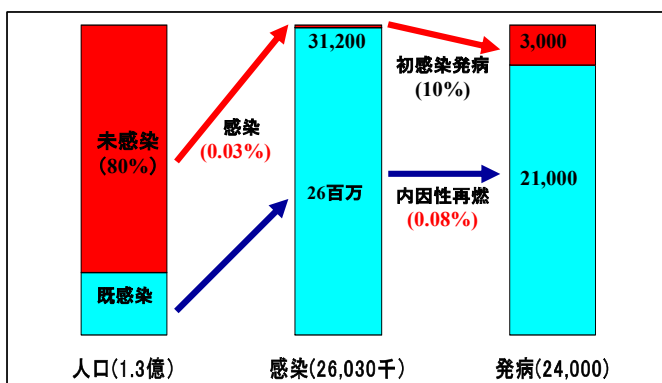 未感染
(80%)
既感染
人口(1.3億)
感染
(0.03%)
31,200
26百万
感染(26,030千)
初感染発病
(10%)
内因性再燃
(0.08%)
3,000
21,000
発病(24,000)